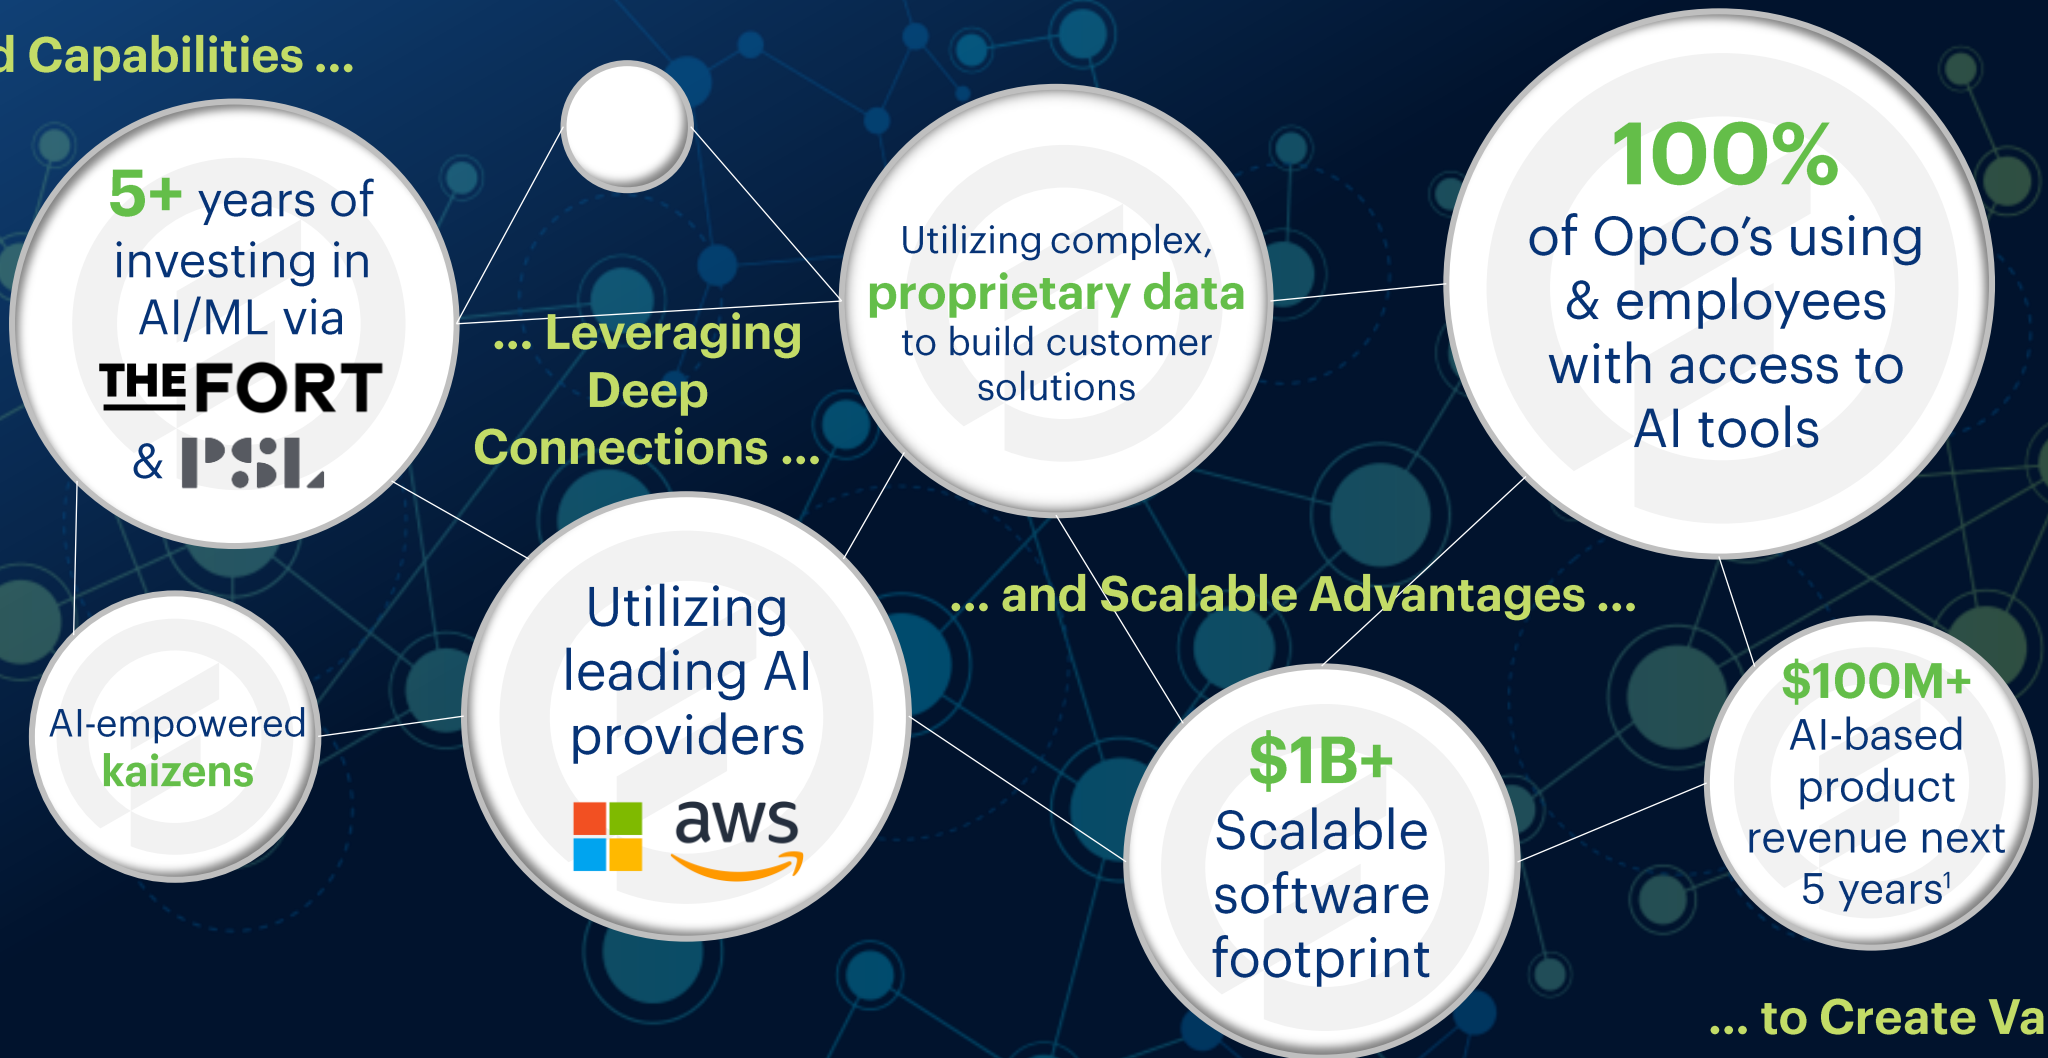 d Capabilities ...
5+ years of
investing in
AI/ML via
THE FORT
& PSL
AI-empowered
kaizens
... Leveraging
Deep
Connections ...
Utilizing
leading AI
providers
aws
Utilizing complex,
proprietary data
to build customer
solutions
... and Scalable Advantages ...
$1B+
Scalable
software
footprint
100%
of OpCo’s using
& employees
with access to
AI tools
$100M+
AI-based
product
revenue next
5 years¹
... to Create Va